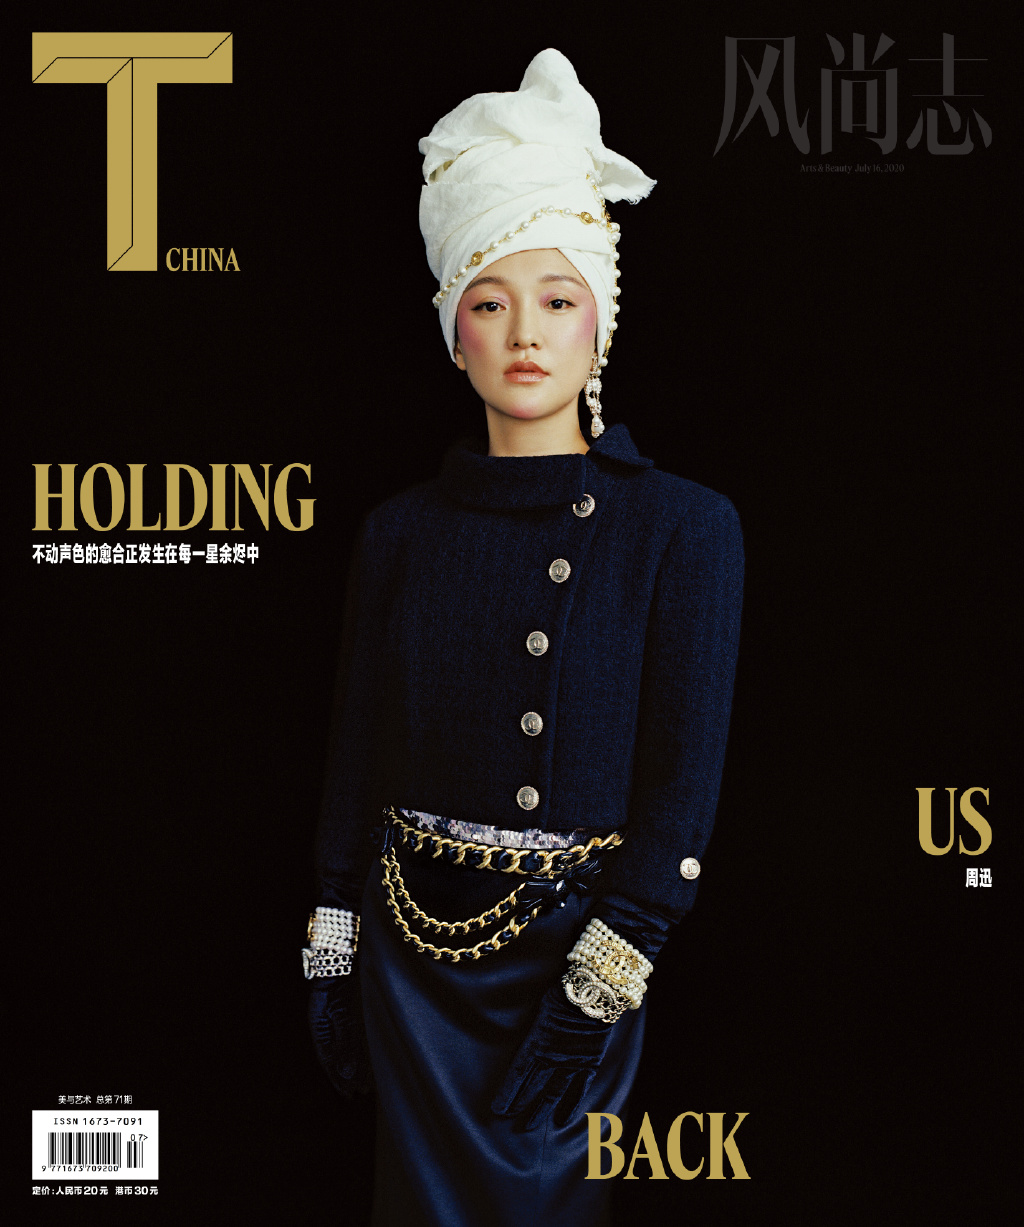 T
CHINA
风尚志
Arts & Beauty July 16, 2020
HOLDING
不动声色的愈合正发生在每一星余烬中
US
周迅
BACK
美与艺术 总第71期
ISSN 1673-7091
07>
9 771673 709200
定价:人民币20元 港币30元